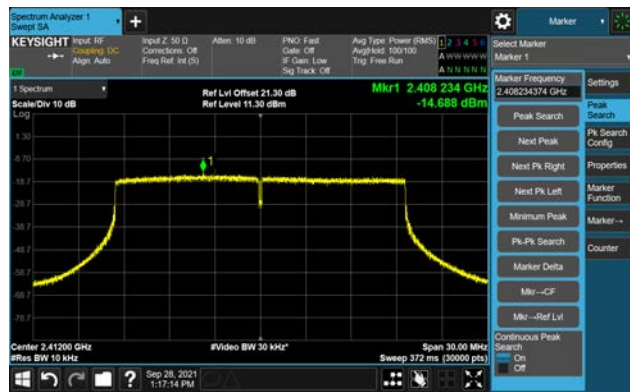 Spectrum Analyzer 1
Swept SA
Marker
KEYSIGHT
Input: RF
Coupling: DC
Align: Auto
Input Z: 50 Ω
Corrections: Off
Freq Ref: Int (S)
Atten: 10 dB
PNO: Fast
Gate: Off
IF Gain: Low
Sig Track: Off
Avg Type: Power (RMS)
Avg|Hold: 100/100
Trig: Free Run
1 2 3 4 5 6
A W W W W W
A N N N N N
Select Marker
Marker 1
1 Spectrum
Scale/Div 10 dB
Log
Ref Lvl Offset 21.30 dB
Ref Level 11.30 dBm
Mkr1 2.408 234 GHz
-14.688 dBm
1.30
-8.70
-18.7
-28.7
-38.7
-48.7
-58.7
-68.7
-78.7
1
Center 2.41200 GHz
#Res BW 10 kHz
#Video BW 30 kHz*
Span 30.00 MHz
Sweep 372 ms (30000 pts)
Marker Frequency
2.408234374 GHz
Peak Search
Next Peak
Next Pk Right
Next Pk Left
Minimum Peak
Pk-Pk Search
Marker Delta
Mkr→CF
Mkr→Ref Lvl
Continuous Peak
Search
On
Off
Settings
Peak
Search
Pk Search
Config
Properties
Marker
Function
Marker→
Counter
?
Sep 28, 2021
1:17:14 PM